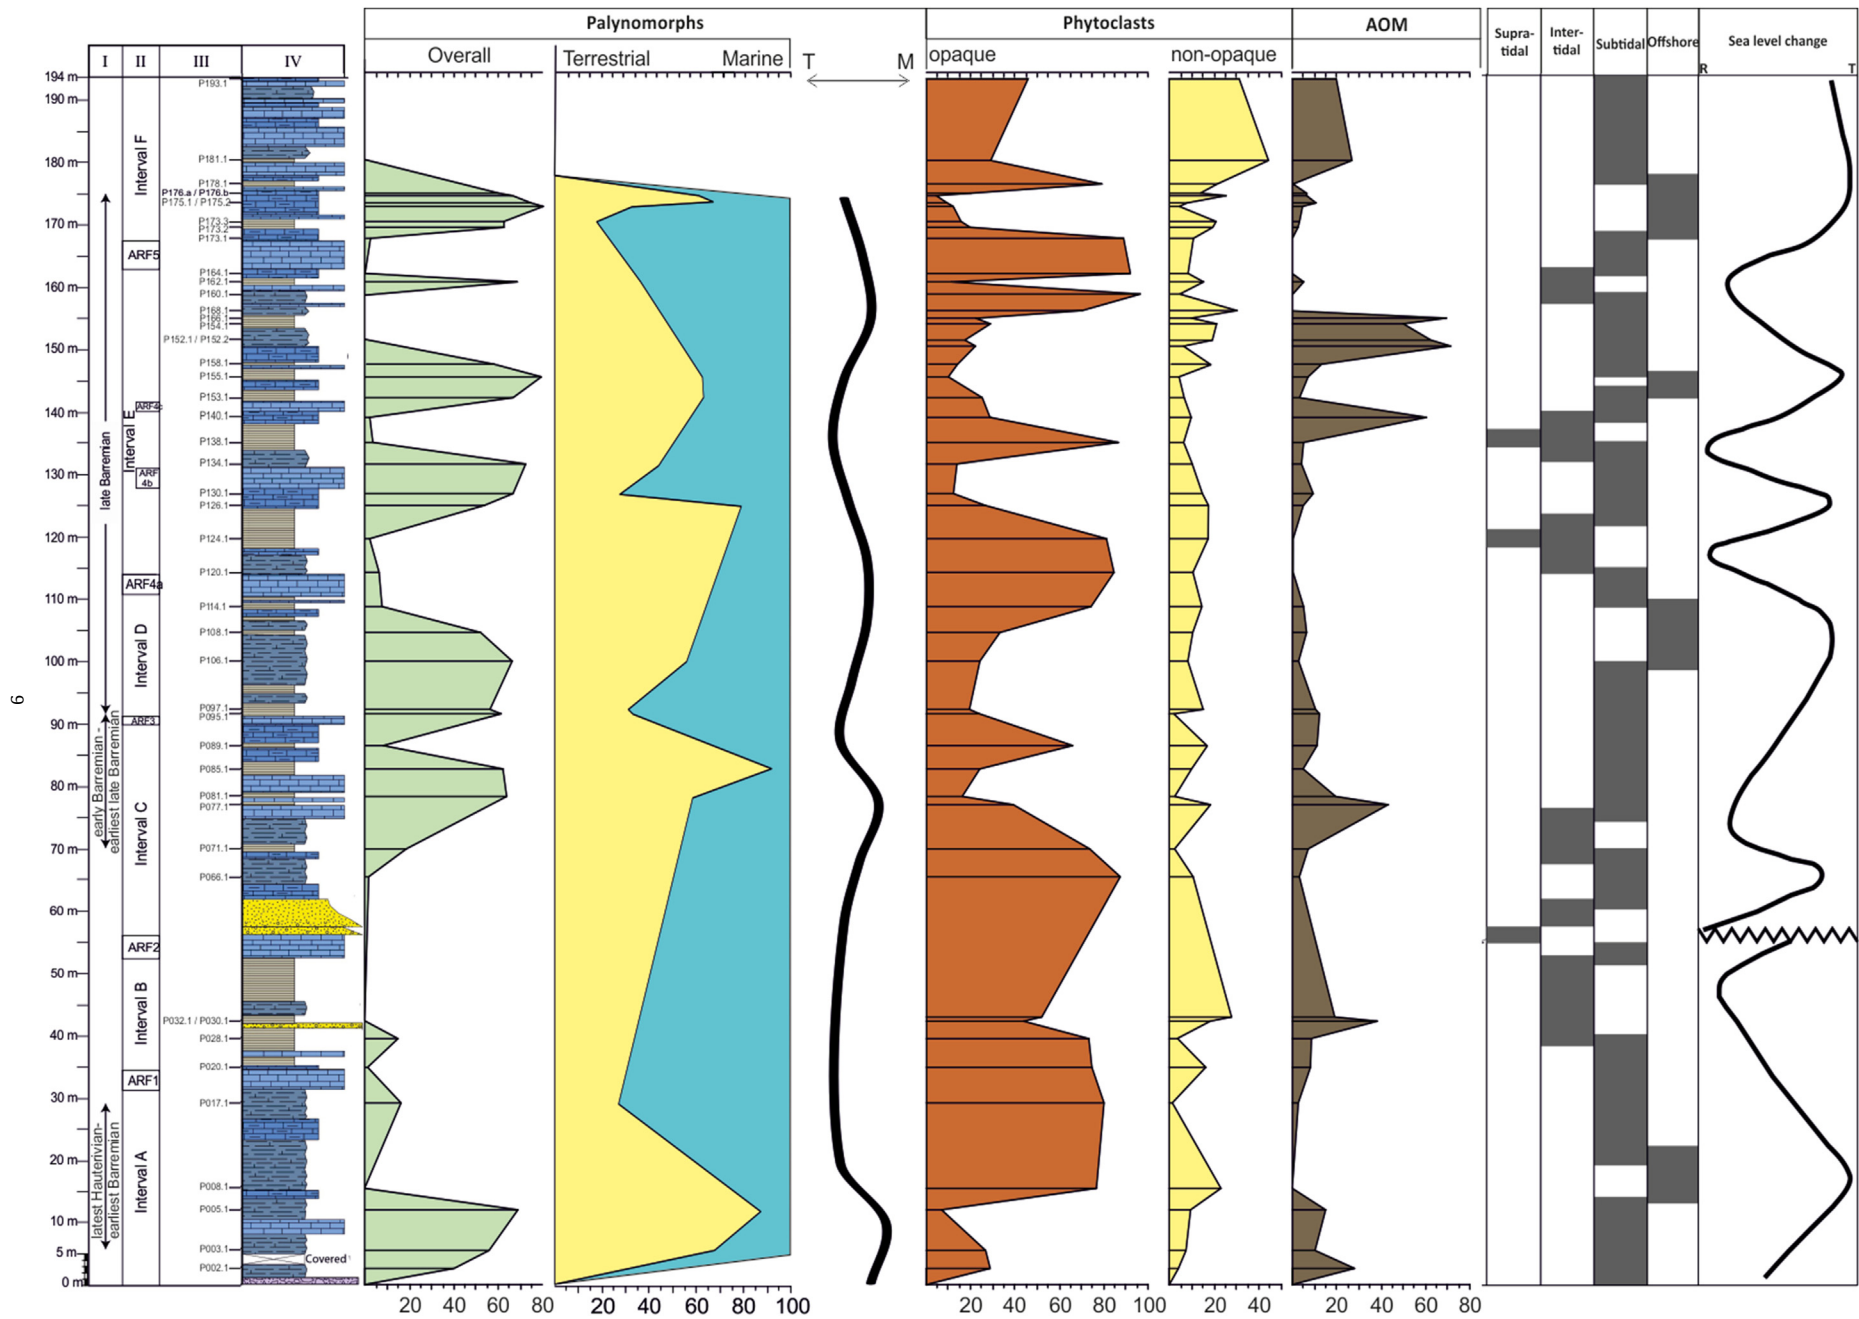 Palynomorphs Phytoclasts AOM
Supra-tidal Inter-tidal Subtidal Offshore Sea level change
I II III IV Overall Terrestrial Marine T M opaque non-opaque R T
194 m
190 m
180 m
170 m
160 m
150 m
140 m
130 m
120 m
110 m
100 m
90 m
80 m
70 m
60 m
50 m
40 m
30 m
20 m
10 m
5 m
0 m
late Barremian
early Barremian -
earliest late Barremian
latest Hauterivian-
earliest Barremian
Interval F
ARF5
Interval E
ARF4c
ARF
4b
ARF4a
Interval D
ARF3
Interval C
ARF2
Interval B
ARF1
Interval A
P193.1
P181.1
P178.1
P176.a / P176.b
P175.1 / P175.2
P173.3
P173.2
P173.1
P164.1
P162.1
P160.1
P168.1
P166.1
P154.1
P152.1 / P152.2
P158.1
P155.1
P153.1
P140.1
P138.1
P134.1
P130.1
P126.1
P124.1
P120.1
P114.1
P108.1
P106.1
P097.1
P095.1
P089.1
P085.1
P081.1
P077.1
P071.1
P066.1
P032.1 / P030.1
P028.1
P020.1
P017.1
P008.1
P005.1
P003.1
P002.1
Covered
20 40 60 80 20 40 60 80 100 20 40 60 80 100 20 40 20 40 60 80
6